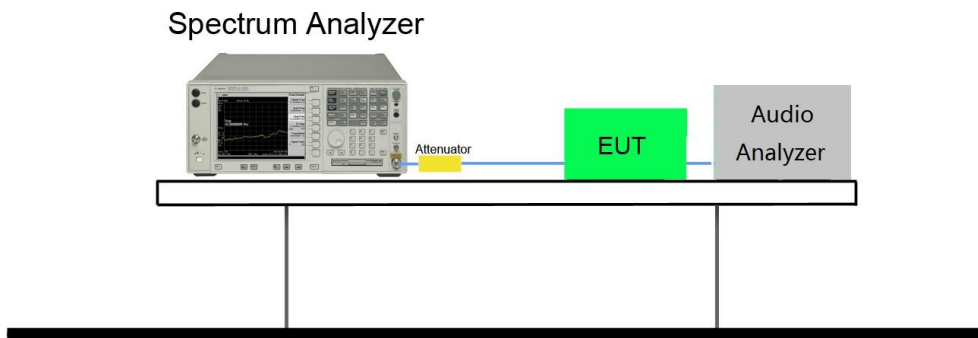 Spectrum Analyzer
Attenuator
EUT
Audio
Analyzer